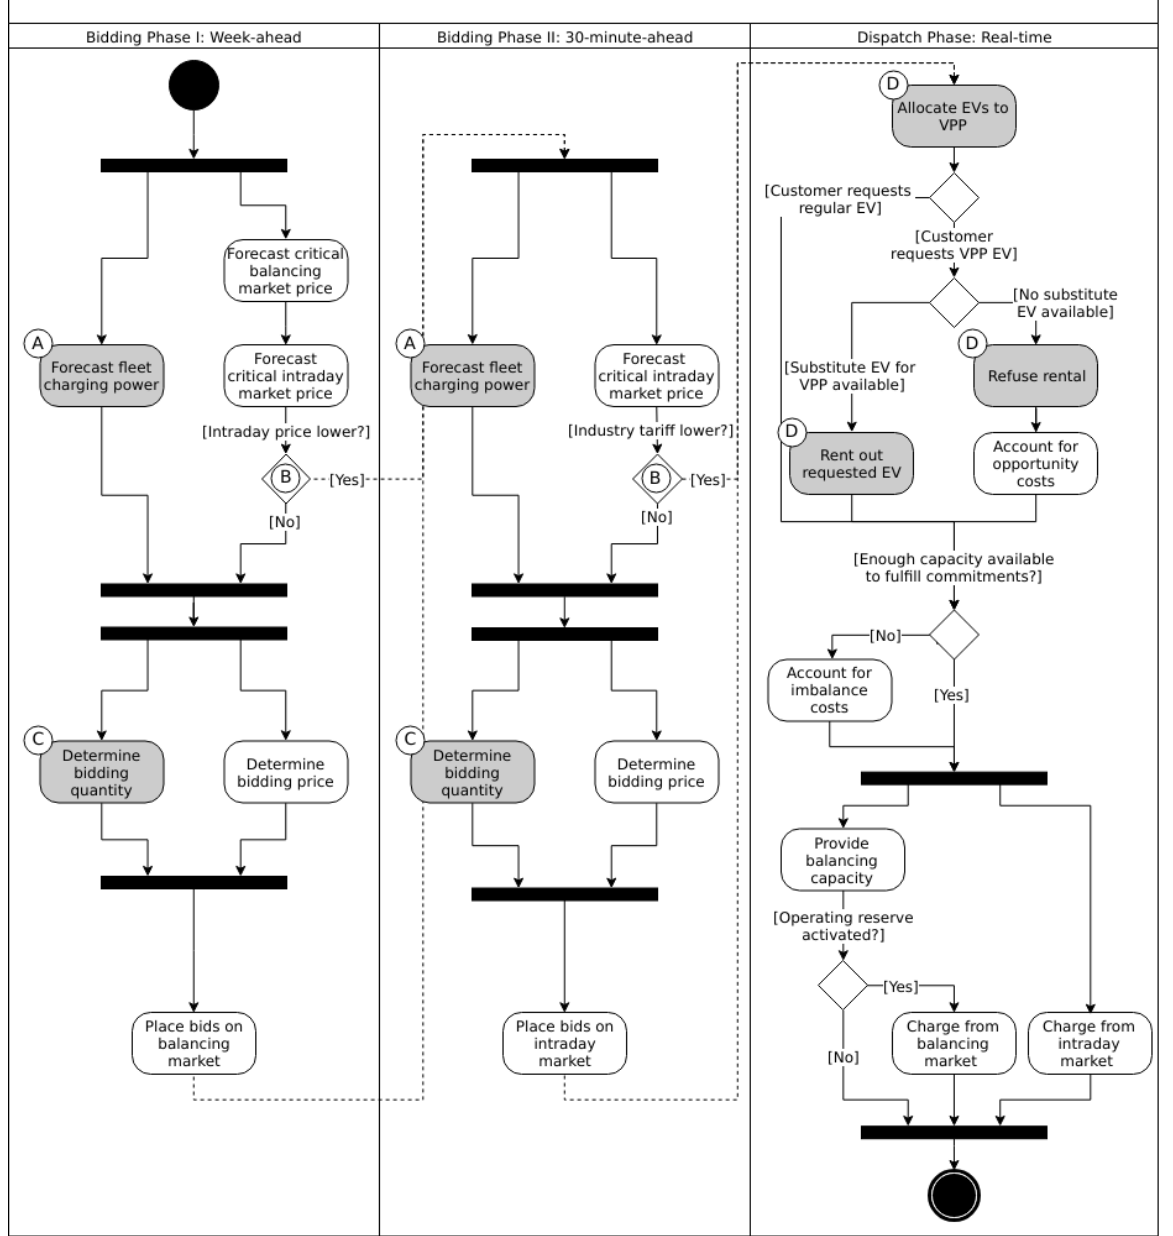 Bidding Phase I: Week-ahead
Forecast critical
balancing
market price
A
Forecast fleet
charging power
Forecast
critical intraday
market price
[Intraday price lower?]
B
[Yes]
[No]
C
Determine
bidding
quantity
Determine
bidding price
Place bids on
balancing
market
Bidding Phase II: 30-minute-ahead
A
Forecast fleet
charging power
Forecast
critical intraday
market price
[Industry tariff lower?]
B
[Yes]
[No]
C
Determine
bidding
quantity
Determine
bidding price
Place bids on
intraday
market
Dispatch Phase: Real-time
D
Allocate EVs to
VPP
[Customer requests
regular EV]
[Customer
requests VPP EV]
[No substitute
EV available]
[Substitute EV for
VPP available]
D
Refuse rental
D
Rent out
requested EV
Account for
opportunity
costs
[Enough capacity available
to fulfill commitments?]
[No]
Account for
imbalance
costs
[Yes]
Provide
balancing
capacity
[Operating reserve
activated?]
[Yes]
[No]
Charge from
balancing
market
Charge from
intraday
market